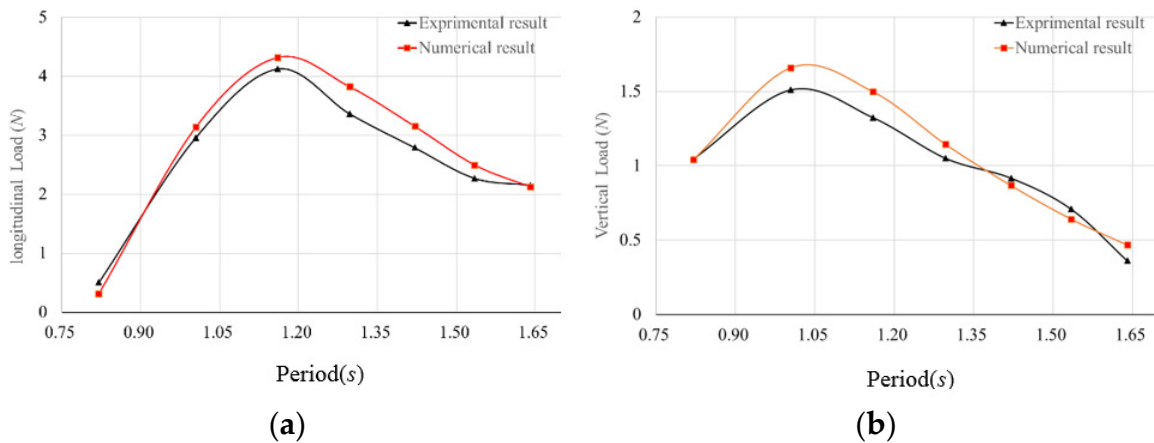 5
4
3
2
1
0
longitudinal Load (N)
Exprimental result
Numerical result
0.75 0.90 1.05 1.20 1.35 1.50 1.65
Period(s)
(a)
2
1.5
1
0.5
0
Vertical Load (N)
Exprimental result
Numerical result
0.75 0.90 1.05 1.20 1.35 1.50 1.65
Period(s)
(b)